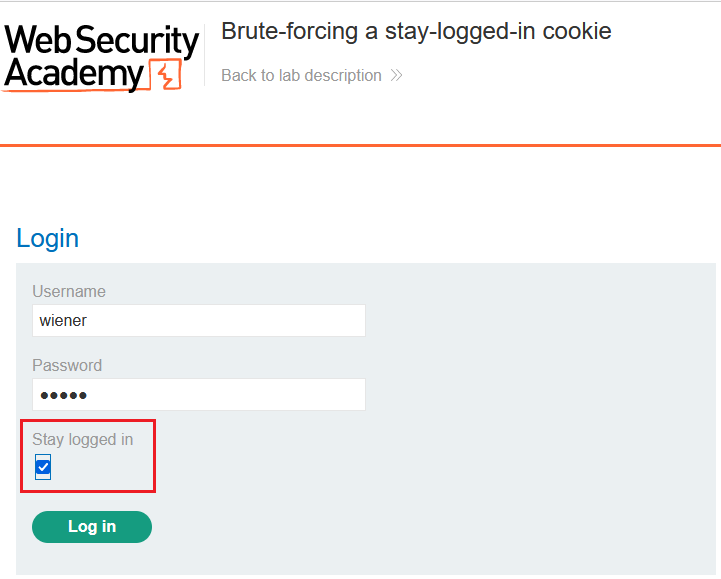 Web Security
Academy
Brute-forcing a stay-logged-in cookie
Back to lab description >>
Login
Username
wiener
Password
•••••
Stay logged in
Log in